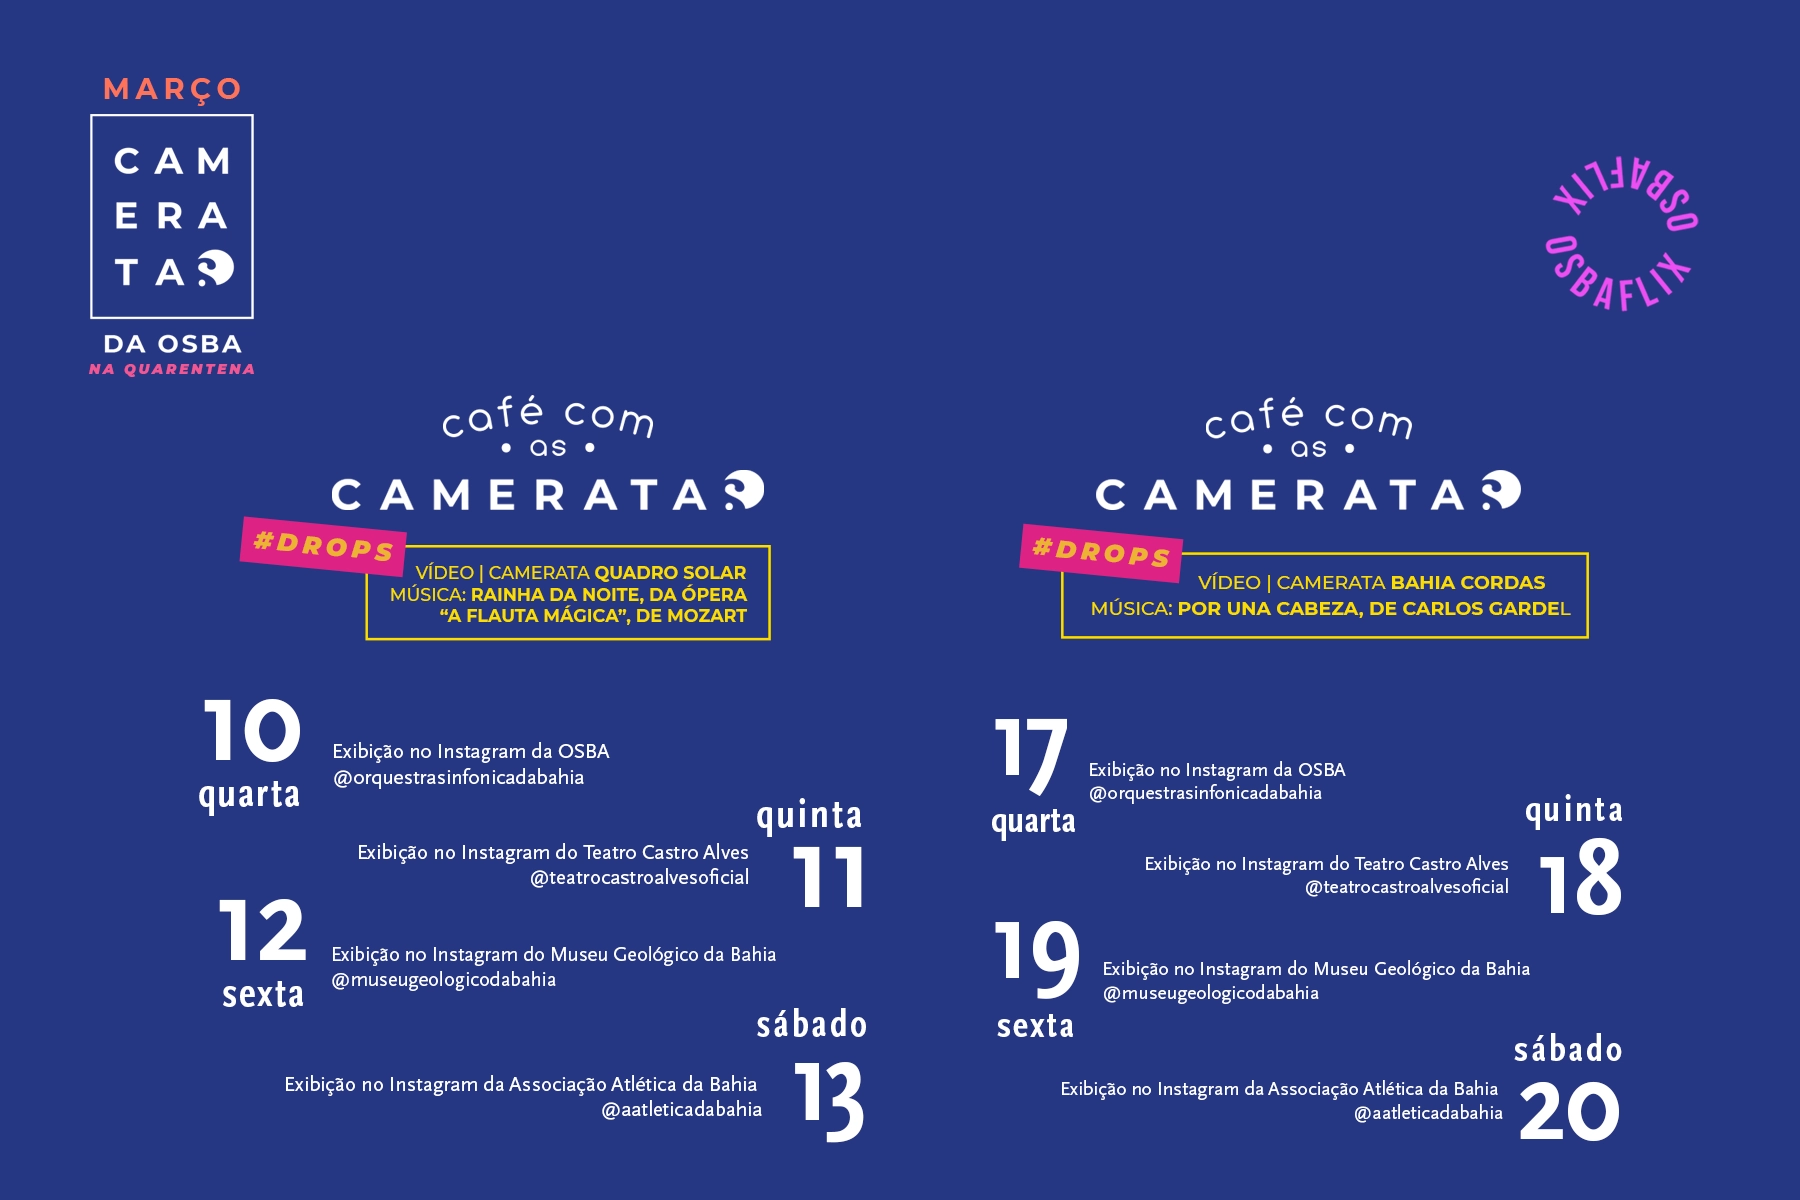 MARÇO
CAM
ERA
TAS
DA OSBA
NA QUARENTENA
OSBAFLIX OSBAFLIX
café com
• as •
CAMERATAS
#DROPS
VÍDEO | CAMERATA QUADRO SOLAR
MÚSICA: RAINHA DA NOITE, DA ÓPERA
“A FLAUTA MÁGICA”, DE MOZART
10
quarta
Exibição no Instagram da OSBA
@orquestrasinfonicadabahia
quinta
11
Exibição no Instagram do Teatro Castro Alves
@teatrocastroalvesoficial
12
sexta
Exibição no Instagram do Museu Geológico da Bahia
@museugeologicodabahia
sábado
13
Exibição no Instagram da Associação Atlética da Bahia
@aatleticadabahia
café com
• as •
CAMERATAS
#DROPS
VÍDEO | CAMERATA BAHIA CORDAS
MÚSICA: POR UNA CABEZA, DE CARLOS GARDEL
17
quarta
Exibição no Instagram da OSBA
@orquestrasinfonicadabahia
quinta
18
Exibição no Instagram do Teatro Castro Alves
@teatrocastroalvesoficial
19
sexta
Exibição no Instagram do Museu Geológico da Bahia
@museugeologicodabahia
sábado
20
Exibição no Instagram da Associação Atlética da Bahia
@aatleticadabahia